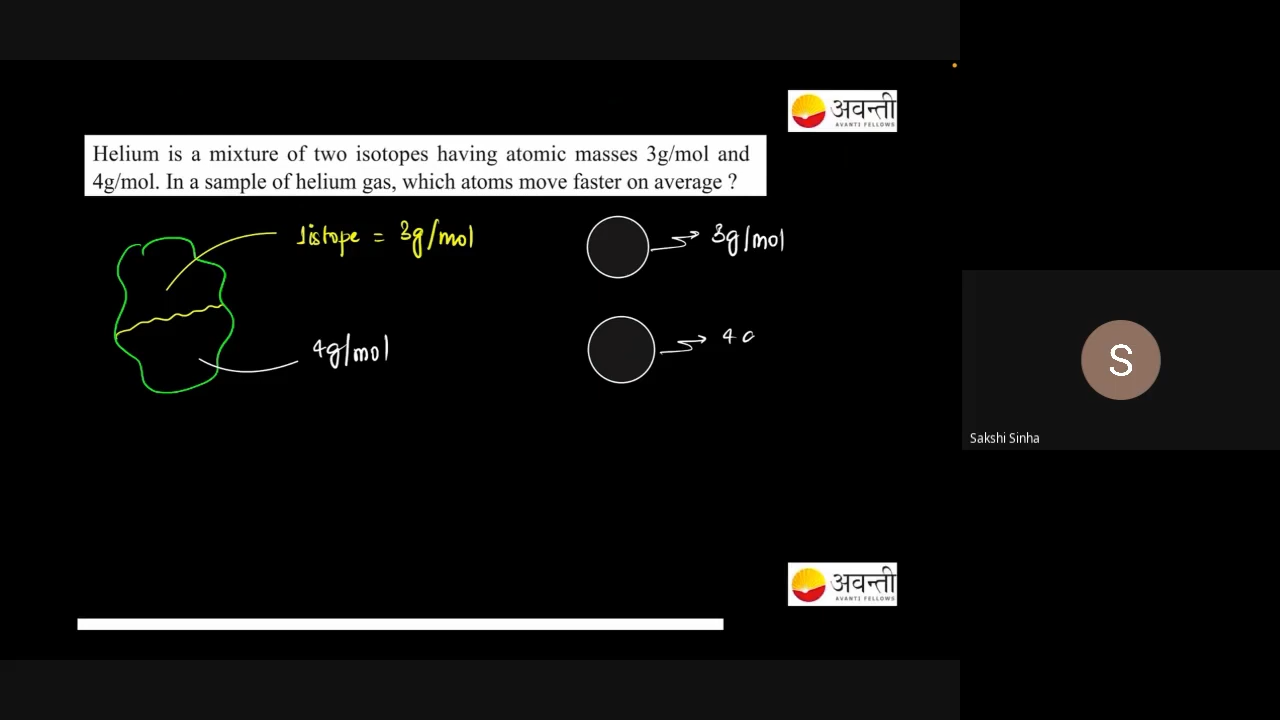 अवन्ती
AVANTI FELLOWS
Helium is a mixture of two isotopes having atomic masses 3g/mol and
4g/mol. In a sample of helium gas, which atoms move faster on average ?
Iistope = 3g/mol
3g/mol
4g/mol
4
S
Sakshi Sinha
अवन्ती
AVANTI FELLOWS